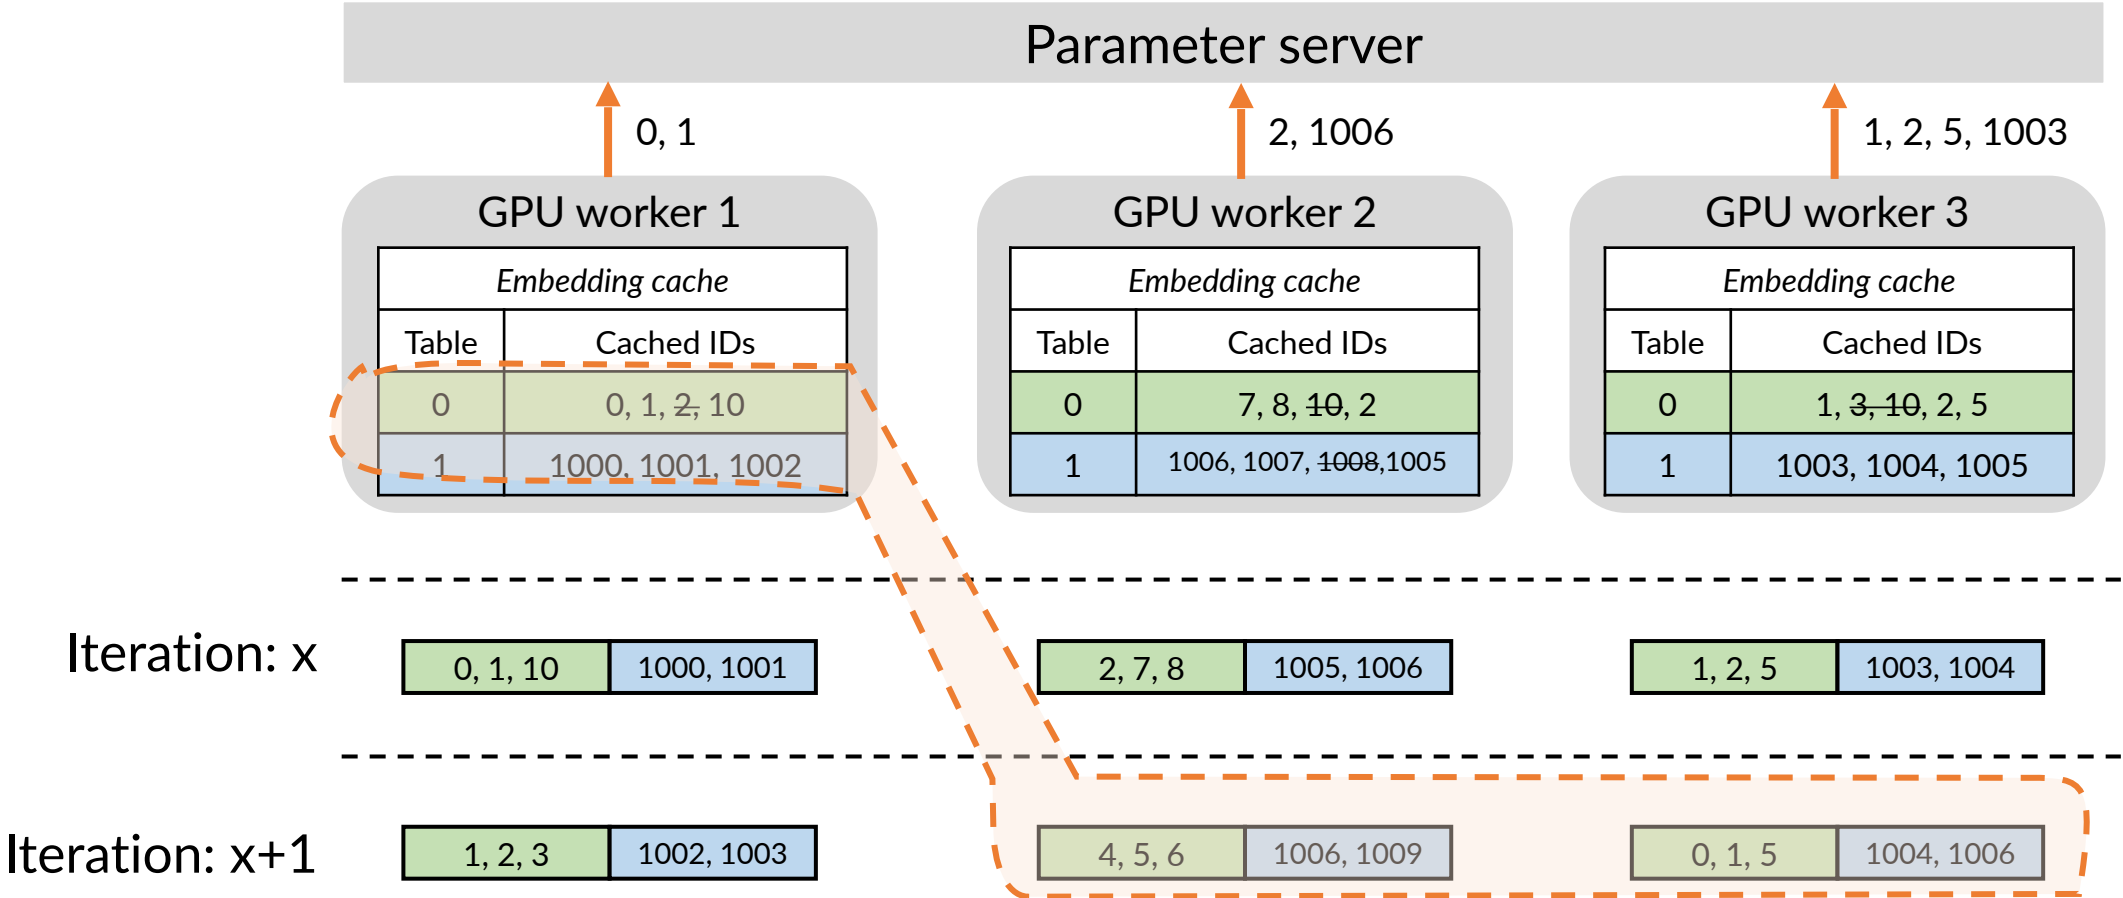 Parameter server
0, 1
2, 1006
1, 2, 5, 1003
GPU worker 1
Embedding cache
Table Cached IDs
0 0, 1, 2, 10
1 1000, 1001, 1002
GPU worker 2
Embedding cache
Table Cached IDs
0 7, 8, 10, 2
1 1006, 1007, 1008,1005
GPU worker 3
Embedding cache
Table Cached IDs
0 1, 3, 10, 2, 5
1 1003, 1004, 1005
Iteration: x
0, 1, 10 1000, 1001
2, 7, 8 1005, 1006
1, 2, 5 1003, 1004
Iteration: x+1
1, 2, 3 1002, 1003
4, 5, 6 1006, 1009
0, 1, 5 1004, 1006